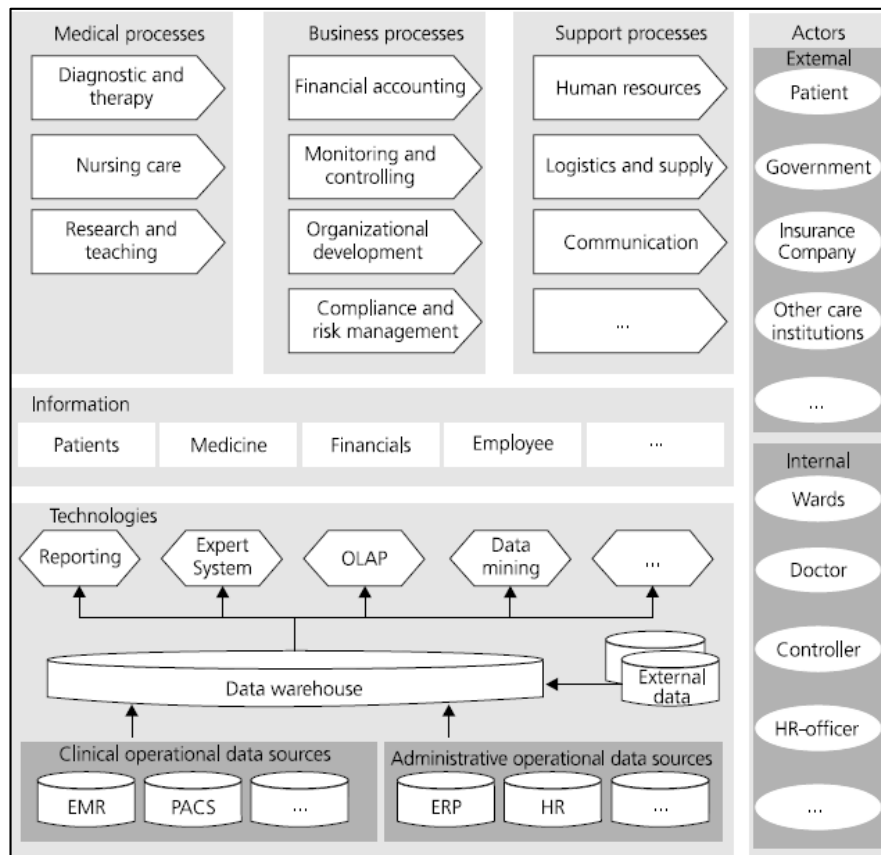 Medical processes
Diagnostic and
therapy
Nursing care
Research and
teaching
Business processes
Financial accounting
Monitoring and
controlling
Organizational
development
Compliance and
risk management
Support processes
Human resources
Logistics and supply
Communication
...
Actors
External
Patient
Government
Insurance
Company
Other care
institutions
...
Internal
Wards
Doctor
Controller
HR-officer
...
Information
Patients
Medicine
Financials
Employee
...
Technologies
Reporting
Expert
System
OLAP
Data
mining
...
Data warehouse
External
data
Clinical operational data sources
EMR
PACS
...
Administrative operational data sources
ERP
HR
...